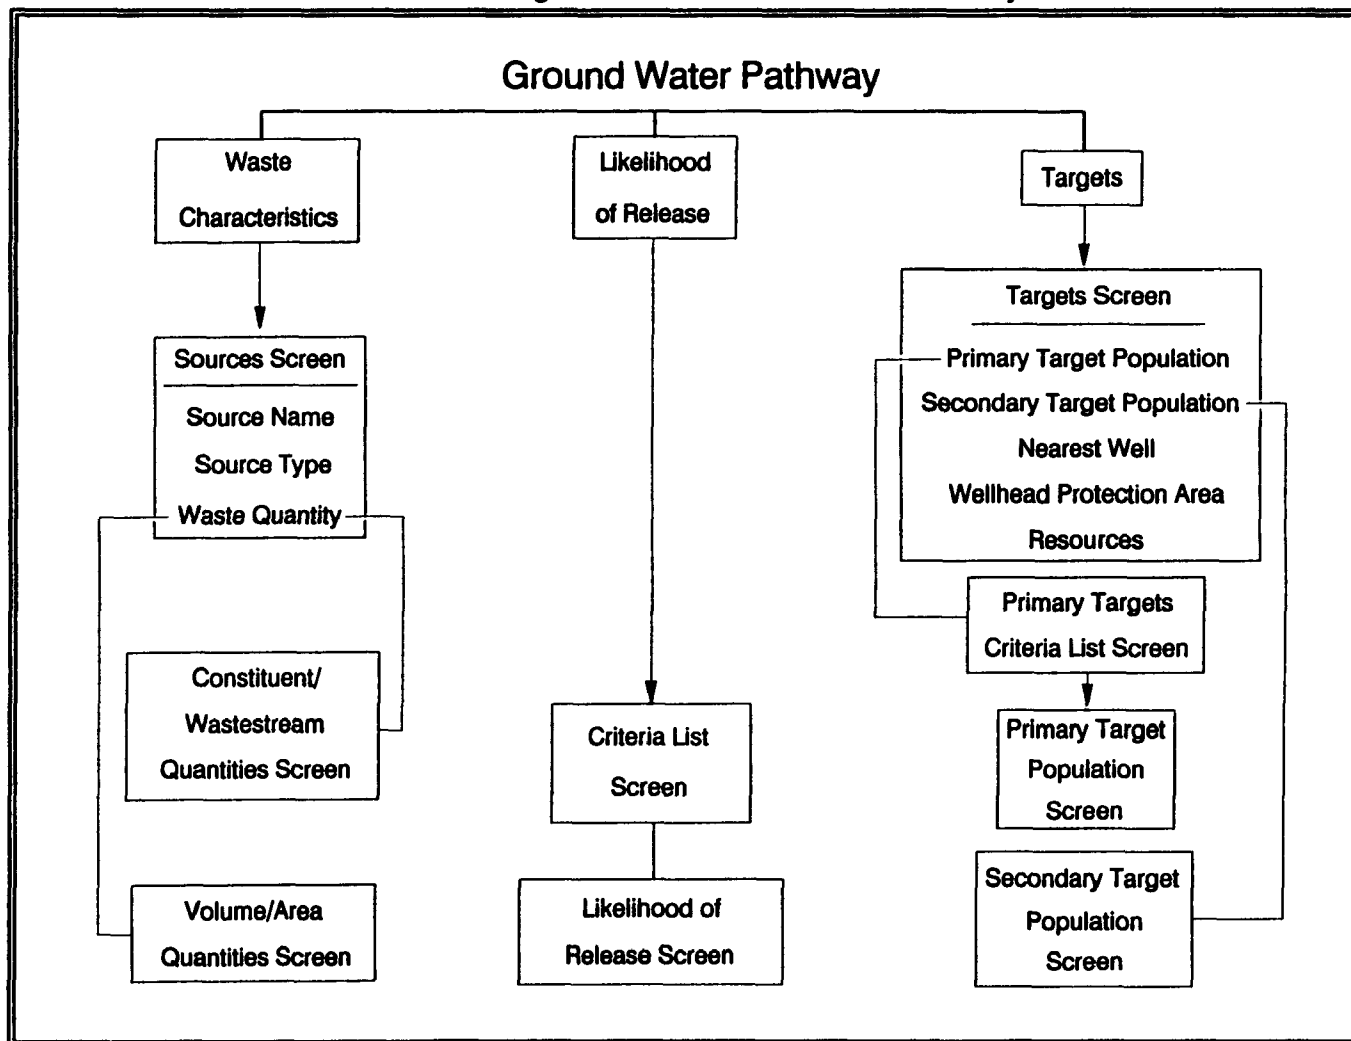 Ground Water Pathway
Waste
Characteristics
Likelihood
of Release
Targets
Sources Screen
Source Name
Source Type
Waste Quantity
Constituent/
Wastestream
Quantities Screen
Volume/Area
Quantities Screen
Criteria List
Screen
Likelihood of
Release Screen
Targets Screen
Primary Target Population
Secondary Target Population
Nearest Well
Wellhead Protection Area
Resources
Primary Targets
Criteria List Screen
Primary Target
Population
Screen
Secondary Target
Population
Screen